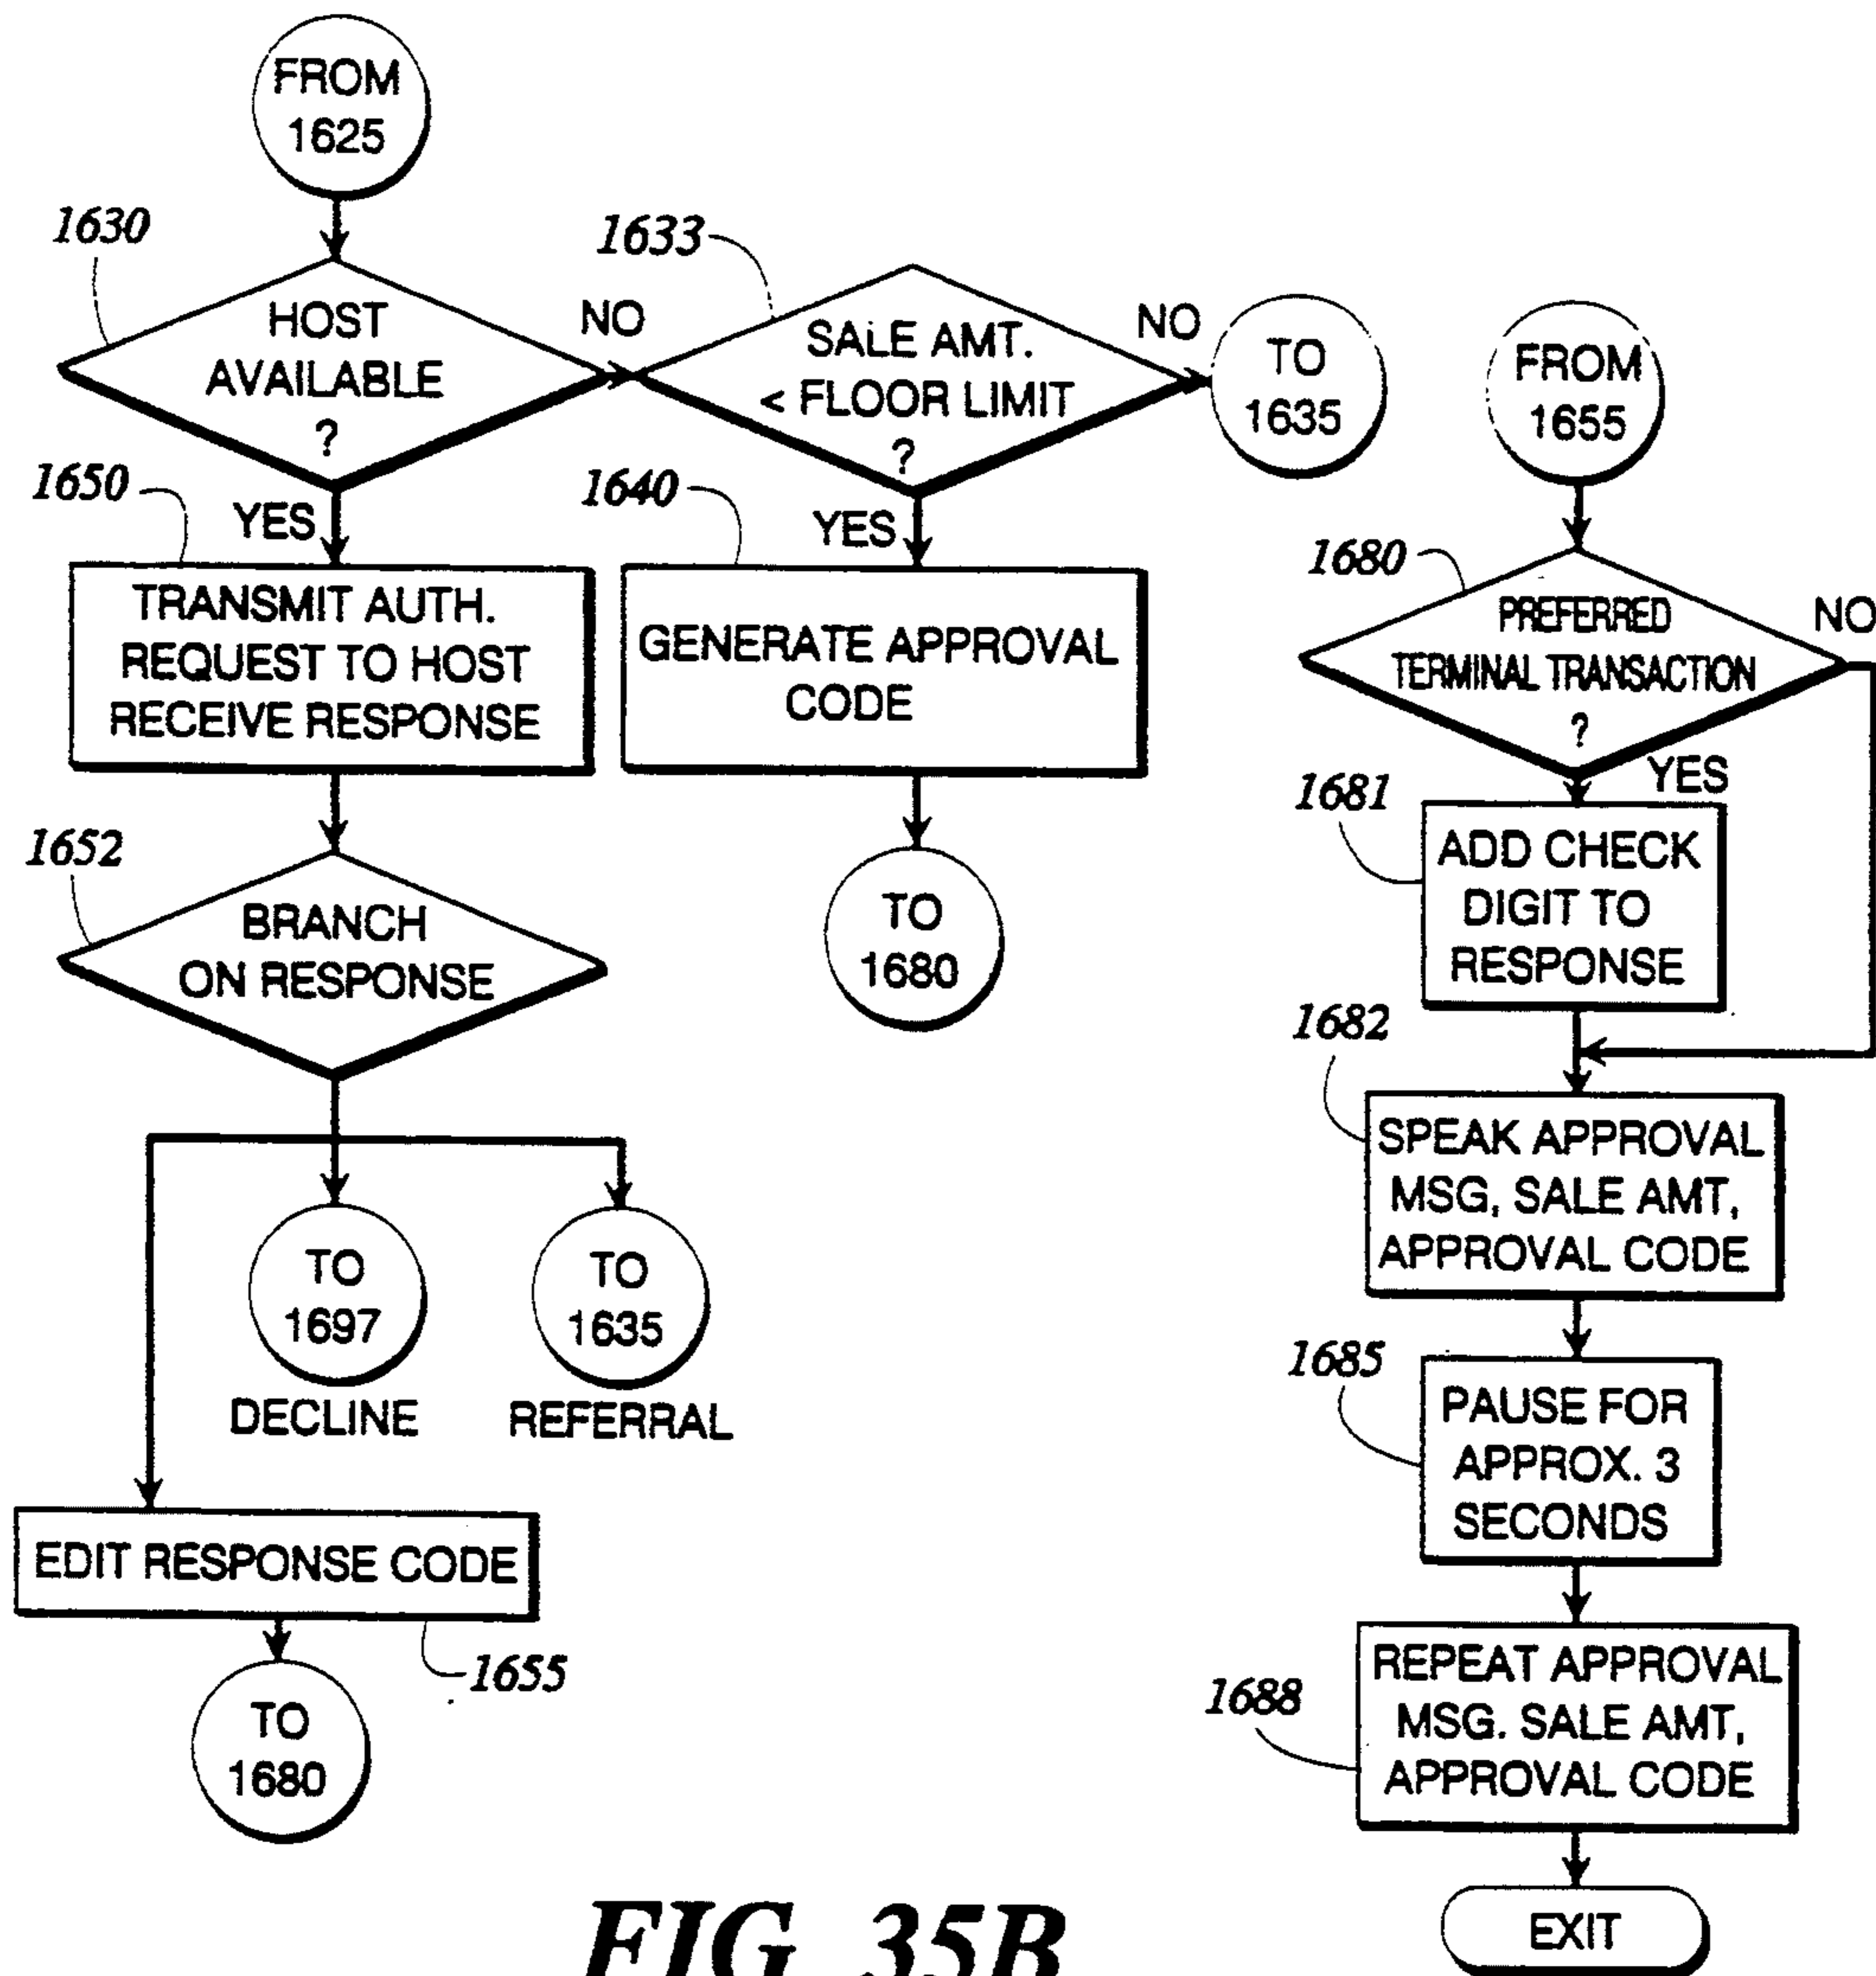 FROM
1625
1630
HOST
AVAILABLE
?
NO
YES
1633
SALE AMT.
< FLOOR LIMIT
?
NO
YES
TO
1635
1650
TRANSMIT AUTH.
REQUEST TO HOST
RECEIVE RESPONSE
1640
GENERATE APPROVAL
CODE
TO
1680
1652
BRANCH
ON RESPONSE
TO
1697
DECLINE
TO
1635
REFERRAL
EDIT RESPONSE CODE
1655
TO
1680
FROM
1655
1680
PREFERRED
TERMINAL TRANSACTION
?
NO
YES
1681
ADD CHECK
DIGIT TO
RESPONSE
1682
SPEAK APPROVAL
MSG, SALE AMT,
APPROVAL CODE
1685
PAUSE FOR
APPROX. 3
SECONDS
1688
REPEAT APPROVAL
MSG. SALE AMT,
APPROVAL CODE
EXIT
FIG 35B